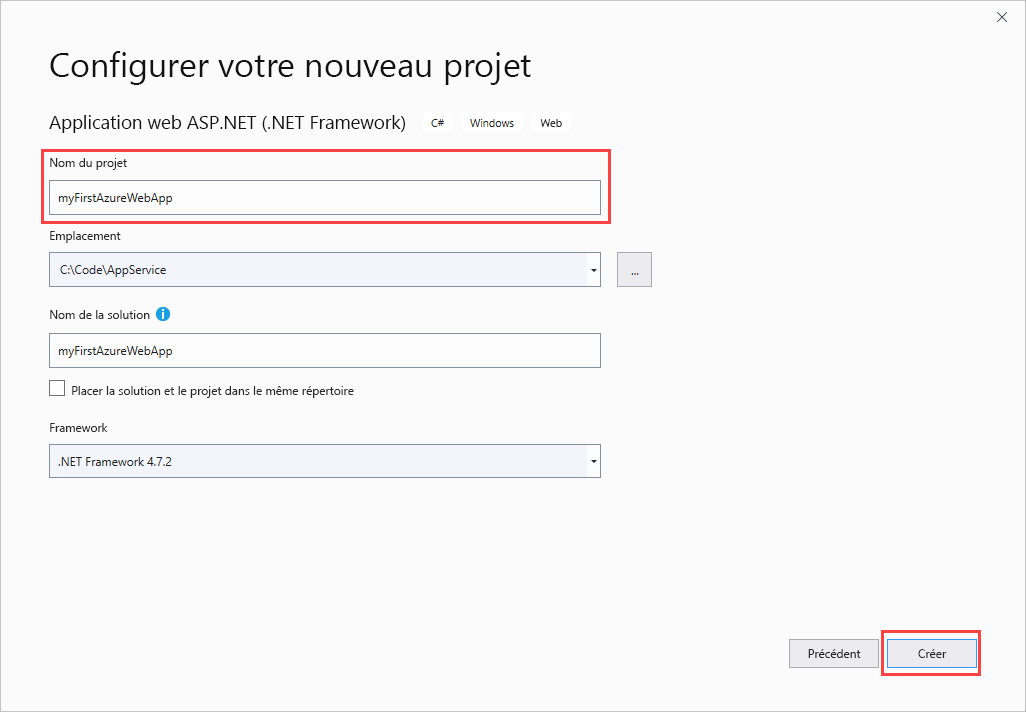 Configurer votre nouveau projet
Application web ASP.NET (.NET Framework) C# Windows Web
Nom du projet
myFirstAzureWebApp
Emplacement
C:\Code\AppService
...
Nom de la solution
myFirstAzureWebApp
Placer la solution et le projet dans le même répertoire
Framework
.NET Framework 4.7.2
Précédent Créer